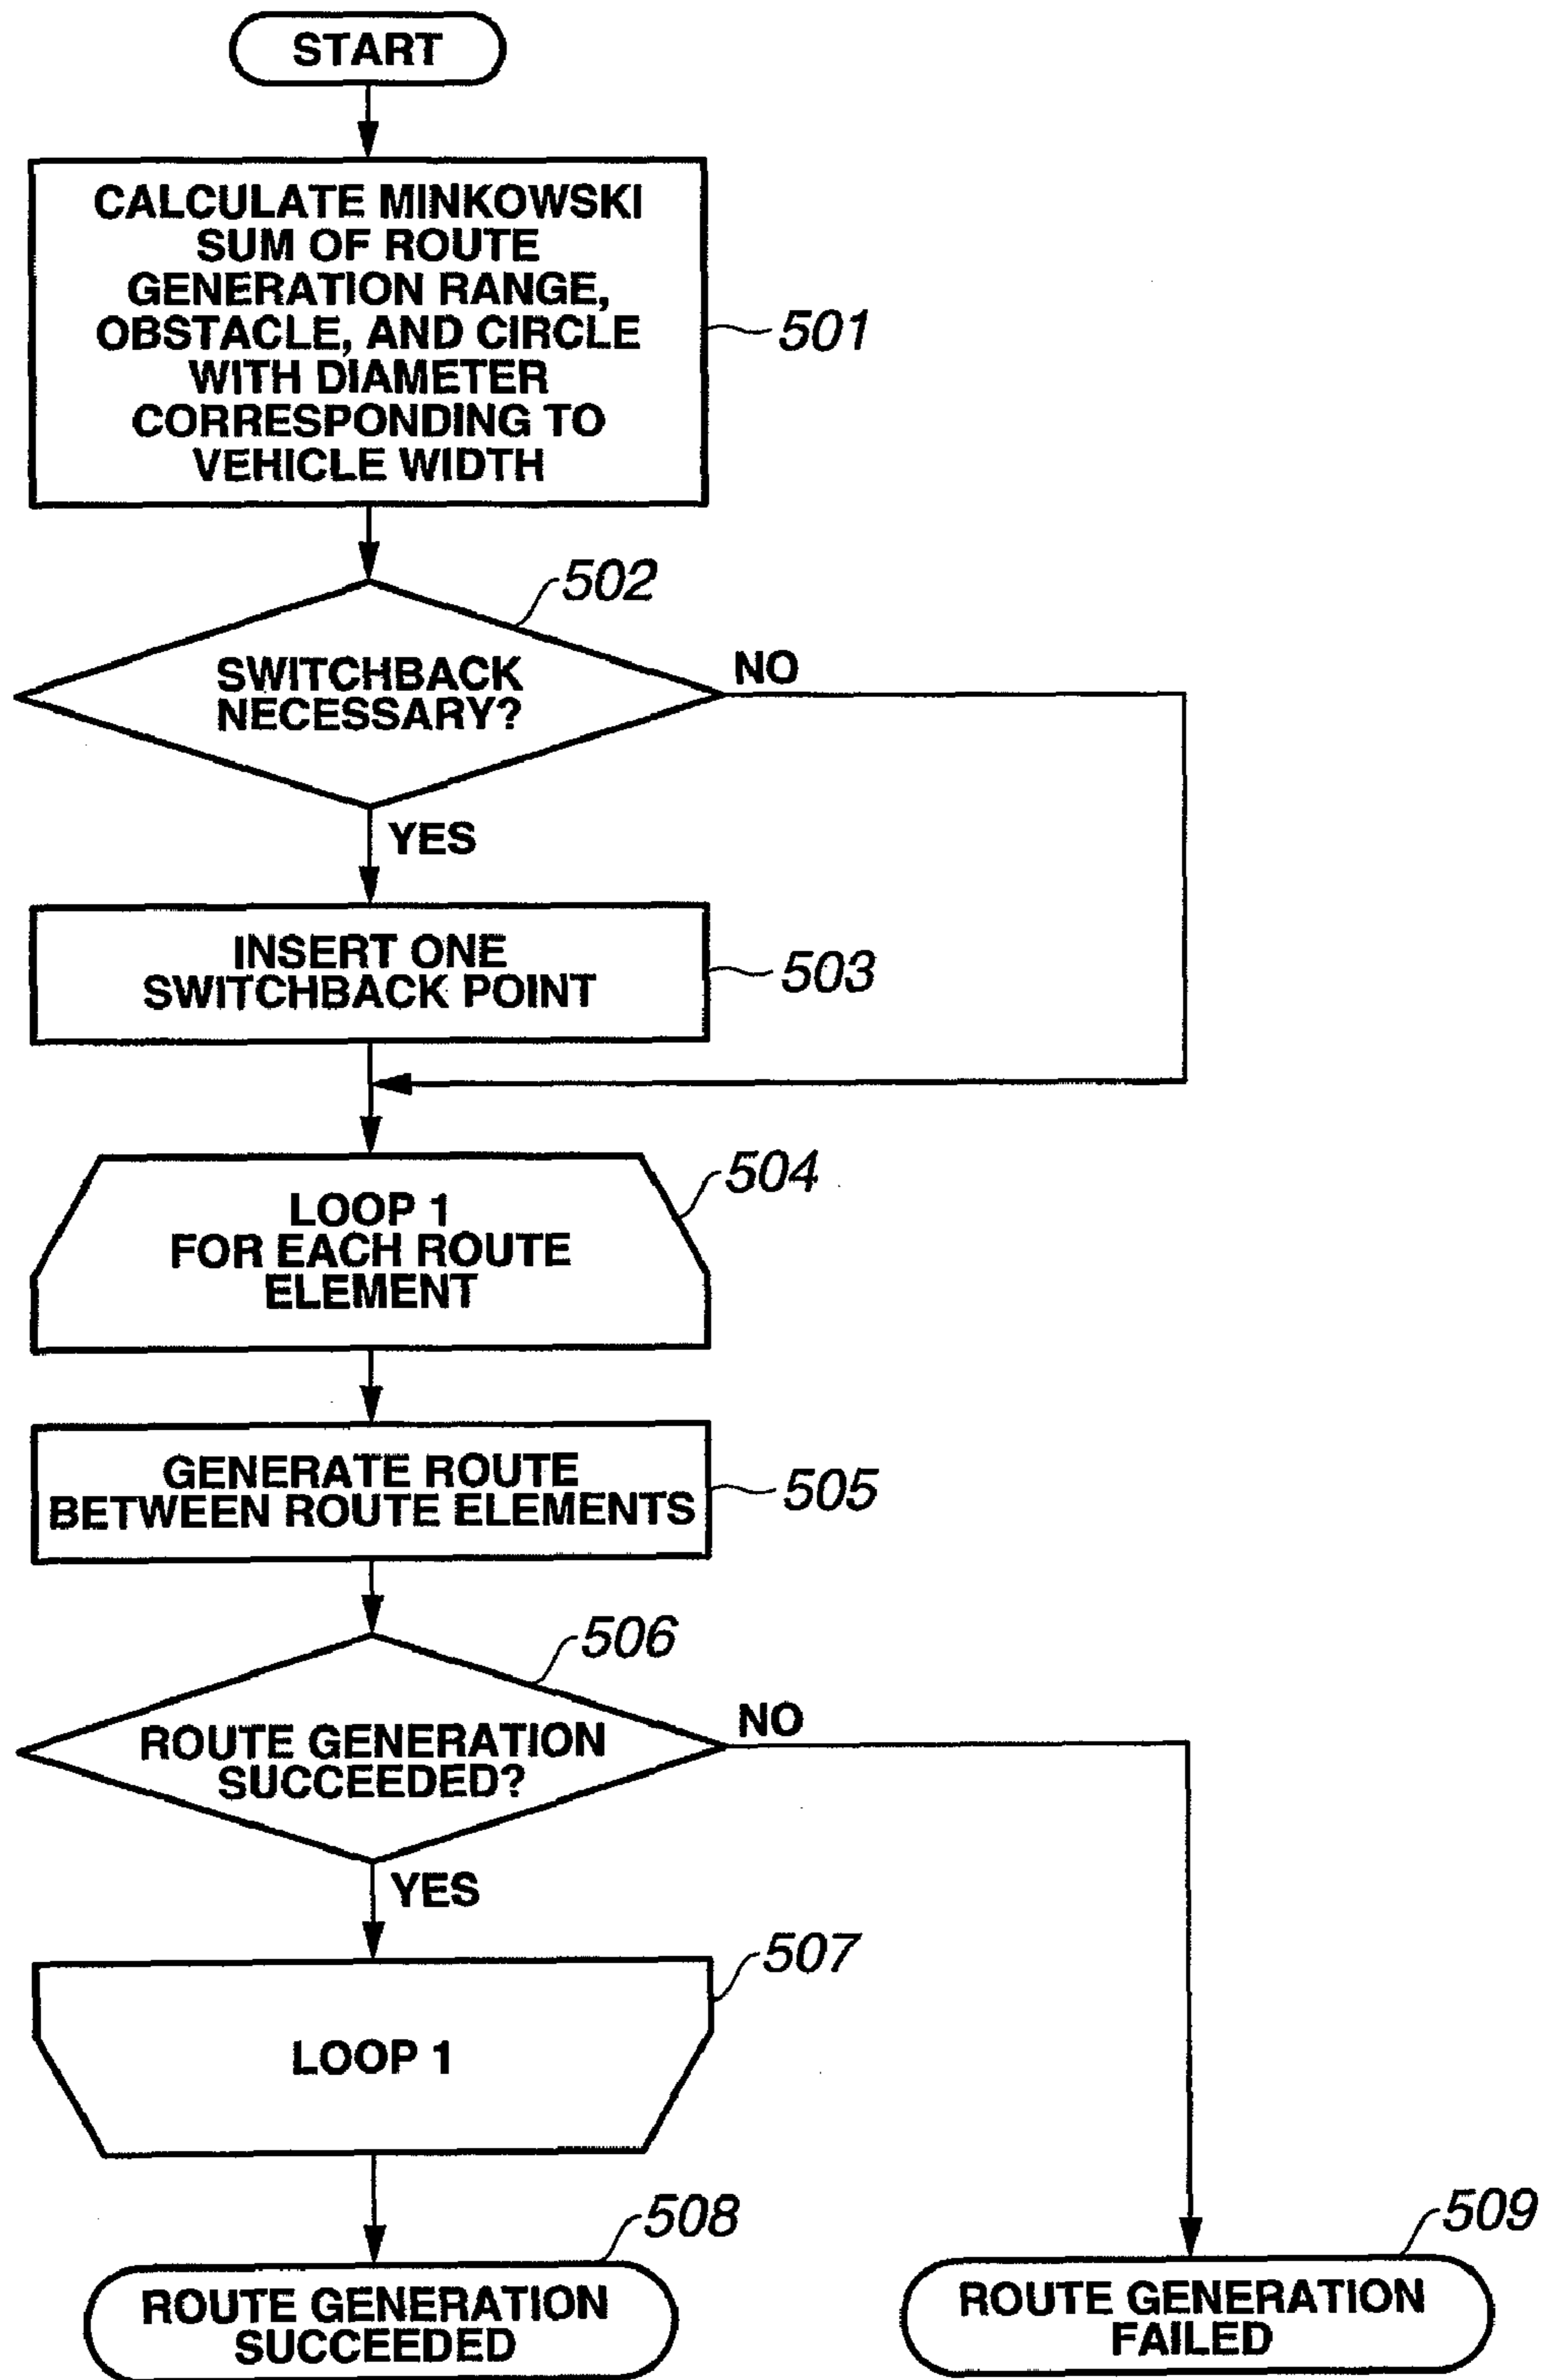 START
CALCULATE MINKOWSKI
SUM OF ROUTE
GENERATION RANGE,
OBSTACLE, AND CIRCLE
WITH DIAMETER
CORRESPONDING TO
VEHICLE WIDTH
501
502
SWITCHBACK
NECESSARY?
NO
YES
INSERT ONE
SWITCHBACK POINT
503
504
LOOP 1
FOR EACH ROUTE
ELEMENT
GENERATE ROUTE
BETWEEN ROUTE ELEMENTS
505
506
ROUTE GENERATION
SUCCEEDED?
NO
YES
507
LOOP 1
508
ROUTE GENERATION
SUCCEEDED
509
ROUTE GENERATION
FAILED